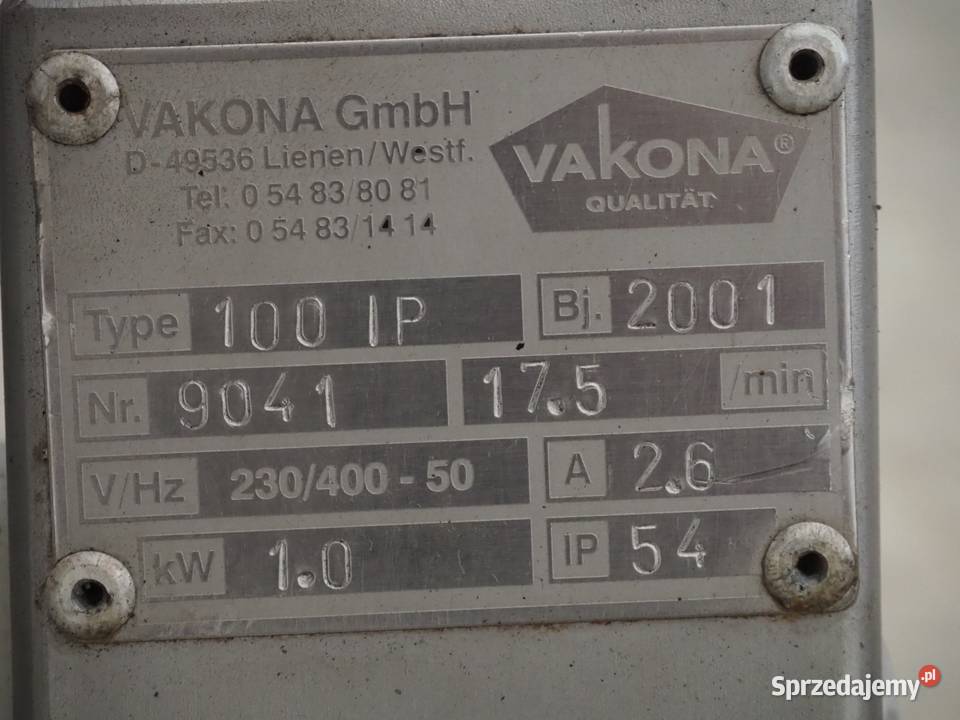 VAKONA GmbH
D-49536 Lienen/Westf.
Tel: 0 54 83/80 81
Fax: 0 54 83/14 14
VAKONA®
QUALITÄT
Type 100 IP Bj. 2001
Nr. 9041 17.5 /min
V/Hz 230/400 - 50 A 2.6
kW 1.0 IP 54
Sprzedajemy.pl